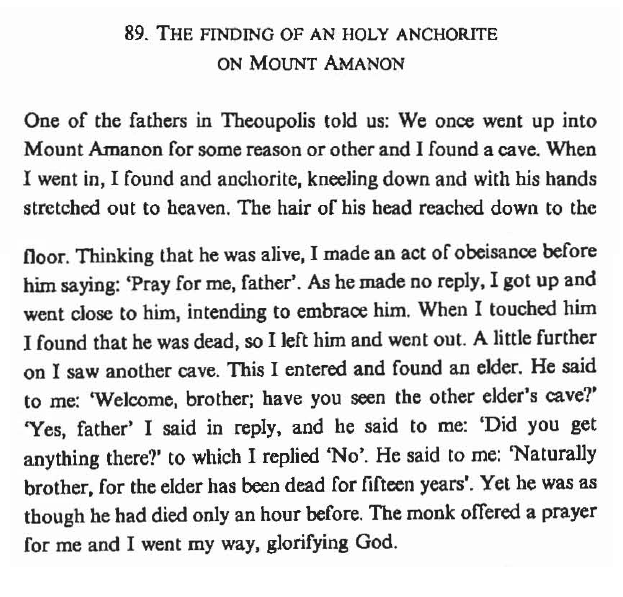 89. THE FINDING OF AN HOLY ANCHORITE
ON MOUNT AMANON
One of the fathers in Theoupolis told us: We once went up into
Mount Amanon for some reason or other and I found a cave. When
I went in, I found and anchorite, kneeling down and with his hands
stretched out to heaven. The hair of his head reached down to the
floor. Thinking that he was alive, I made an act of obeisance before
him saying: ‘Pray for me, father’. As he made no reply, I got up and
went close to him, intending to embrace him. When I touched him
I found that he was dead, so I left him and went out. A little further
on I saw another cave. This I entered and found an elder. He said
to me: ‘Welcome, brother; have you seen the other elder's cave?’
‘Yes, father’ I said in reply, and he said to me: ‘Did you get
anything there?’ to which I replied ‘No’. He said to me: ‘Naturally
brother, for the elder has been dead for fifteen years’. Yet he was as
though he had died only an hour before. The monk offered a prayer
for me and I went my way, glorifying God.